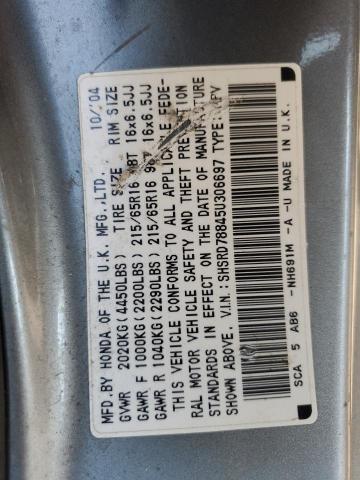 MFD.BY HONDA OF THE U.K. MFG.,LTD. 10/'04
GVWR 2020KG(4450LBS) TIRE SIZE RIM SIZE
GAWR F 1000KG(2200LBS) 215/65R16 98T 16x6.5JJ
GAWR R 1040KG(2290LBS) 215/65R16 98T 16x6.5JJ
THIS VEHICLE CONFORMS TO ALL APPLICABLE FEDE-
RAL MOTOR VEHICLE SAFETY AND THEFT PREVENTION
STANDARDS IN EFFECT ON THE DATE OF MANUFACTURE
SHOWN ABOVE. V.I.N.:SHSRD78845U306697 TYPE: MPV
-NH691M -A -U MADE IN U.K.
SCA 5 AB6